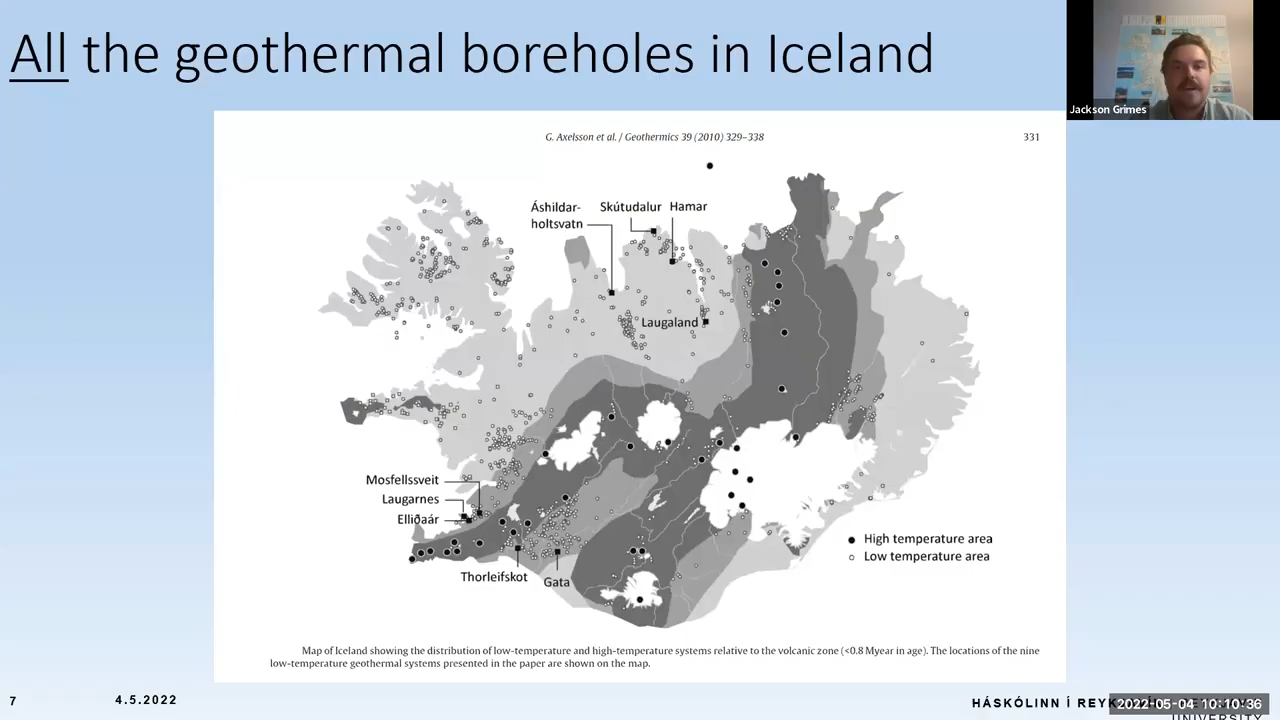 All the geothermal boreholes in Iceland
Jackson Grimes
G. Axelsson et al. / Geothermics 39 (2010) 329–338
331
Áshildar-
holtsvatn
Skútudalur
Hamar
Laugaland
Mosfellssveit
Laugarnes
Elliðaár
Thorleifskot
Gata
High temperature area
Low temperature area
Map of Iceland showing the distribution of low-temperature and high-temperature systems relative to the volcanic zone (<0.8 Myear in age). The locations of the nine
low-temperature geothermal systems presented in the paper are shown on the map.
7
4.5.2022
HÁSKÓLINN Í
2022-05-04 10:10:36
UNIVERSITY